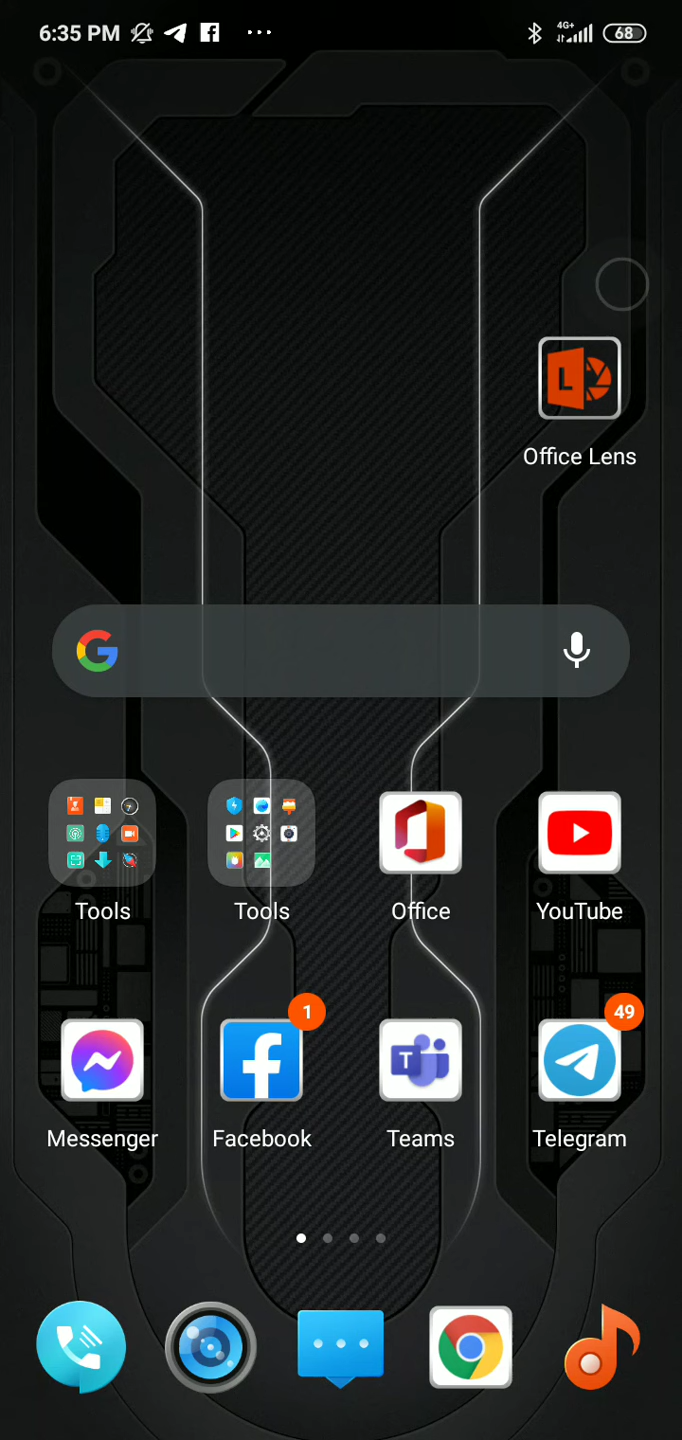 6:35 PM
4G+
68
L
Office Lens
Tools
Tools
Office
YouTube
1
49
T
Messenger
Facebook
Teams
Telegram